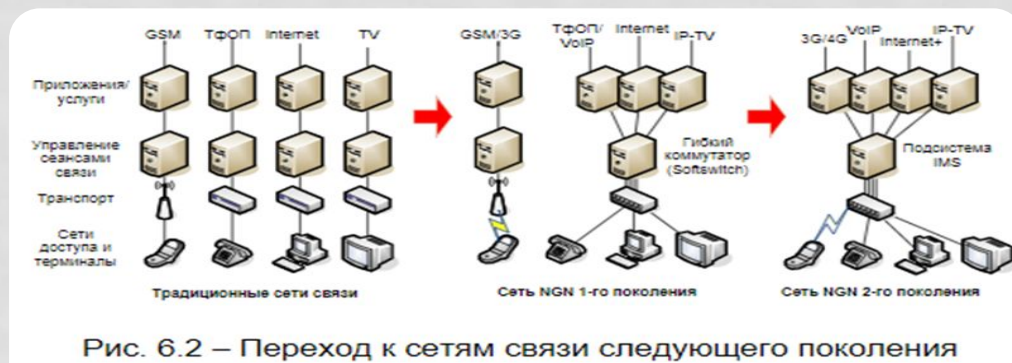 GSM ТфОП Internet TV
GSM/3G
ТфОП/
VoIP
Internet
IP-TV
3G/4G
VoIP
Internet+
IP-TV
Приложения/
услуги
Управление
сеансами
связи
Гибкий
коммутатор
(Softswitch)
Подсистема
IMS
Транспорт
Сети
доступа и
терминалы
Традиционные сети связи
Сеть NGN 1-го поколения
Сеть NGN 2-го поколения
Рис. 6.2 – Переход к сетям связи следующего поколения